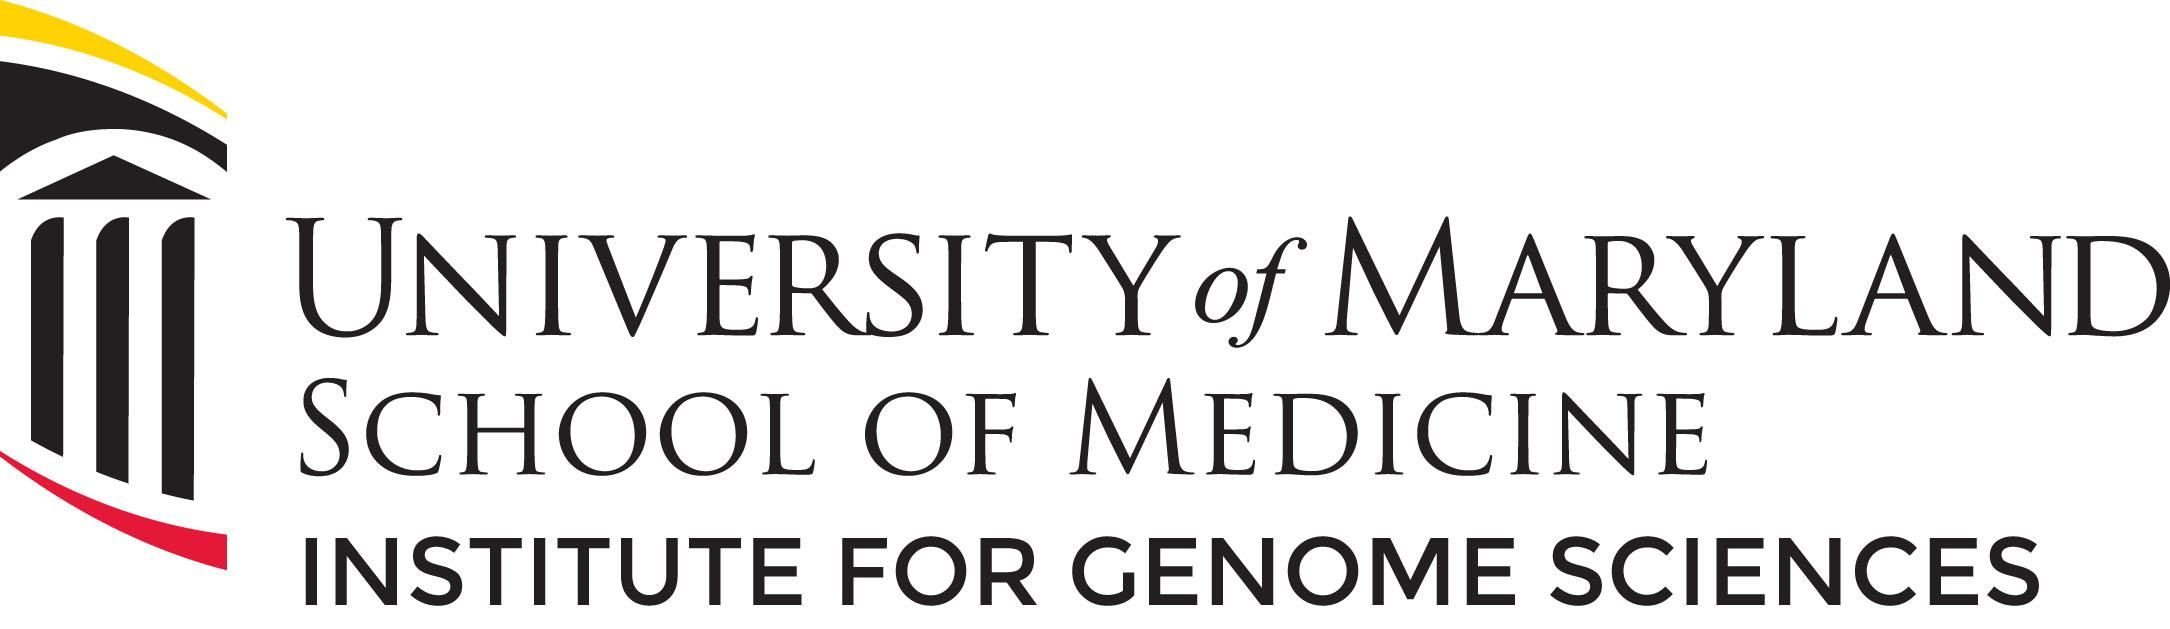 UNIVERSITY of MARYLAND
SCHOOL OF MEDICINE
INSTITUTE FOR GENOME SCIENCES